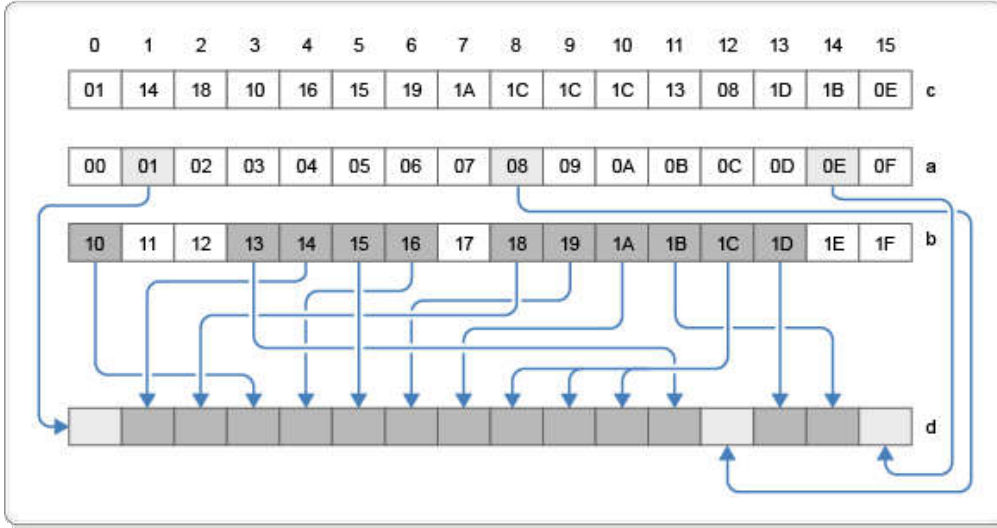 0 1 2 3 4 5 6 7 8 9 10 11 12 13 14 15
01 14 18 10 16 15 19 1A 1C 1C 1C 13 08 1D 1B 0E c
00 01 02 03 04 05 06 07 08 09 0A 0B 0C 0D 0E 0F a
10 11 12 13 14 15 16 17 18 19 1A 1B 1C 1D 1E 1F b
d